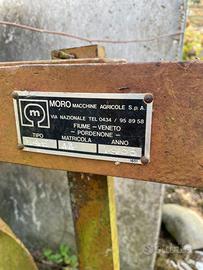 MORO MACCHINE AGRICOLE S.p.A.
VIA NAZIONALE TEL 0434 / 95 89 58
FIUME - VENETO
- PORDENONE -
TIPO MATRICOLA ANNO